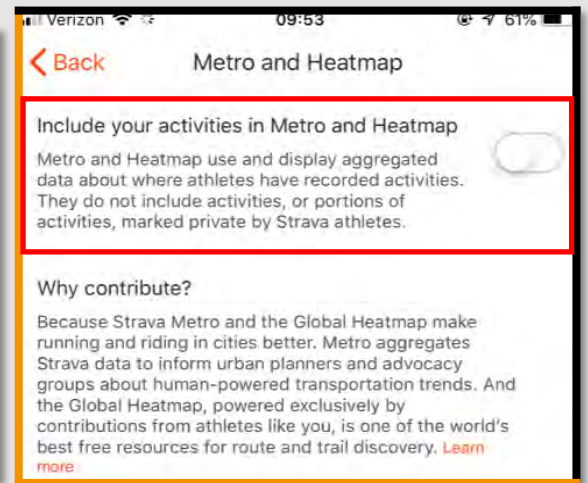 Verizon 09:53 61%
Back Metro and Heatmap
Include your activities in Metro and Heatmap
Metro and Heatmap use and display aggregated
data about where athletes have recorded activities.
They do not include activities, or portions of
activities, marked private by Strava athletes.
Why contribute?
Because Strava Metro and the Global Heatmap make
running and riding in cities better. Metro aggregates
Strava data to inform urban planners and advocacy
groups about human-powered transportation trends. And
the Global Heatmap, powered exclusively by
contributions from athletes like you, is one of the world's
best free resources for route and trail discovery. Learn
more